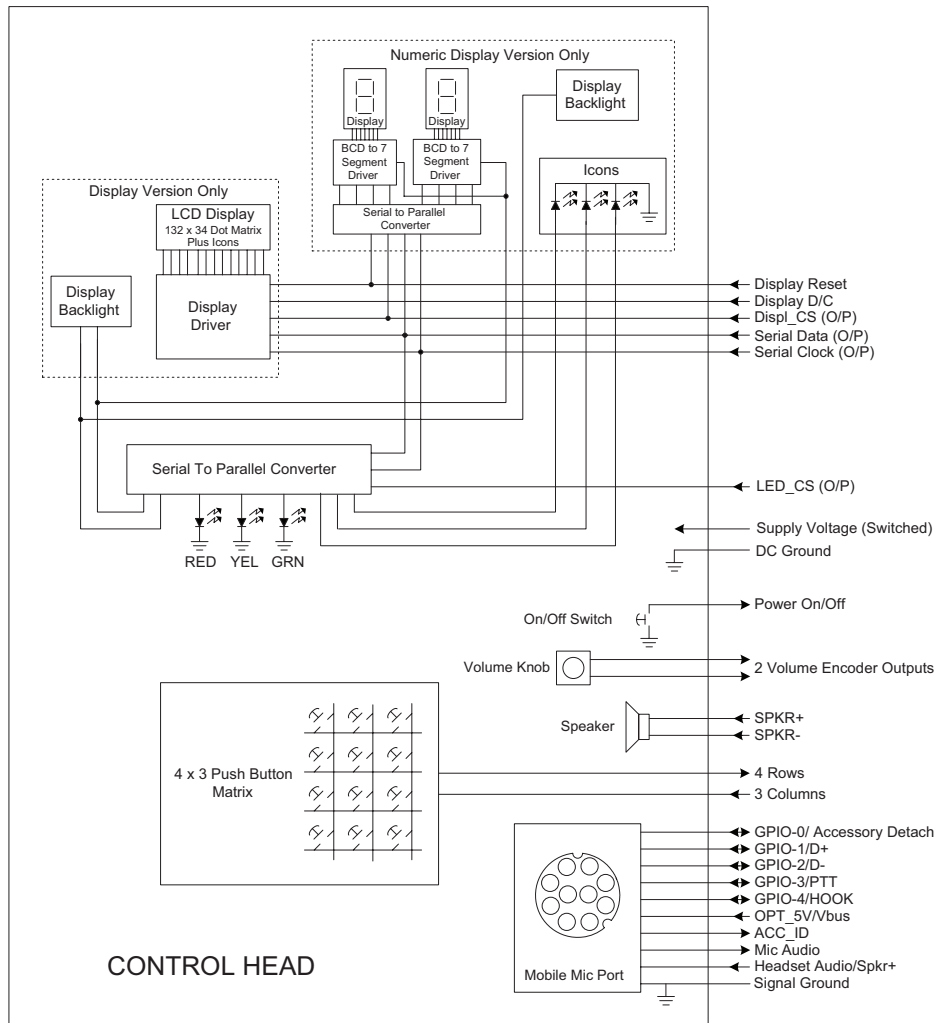 Numeric Display Version Only
Display
Display
Display
Backlight
BCD to 7
Segment
Driver
BCD to 7
Segment
Driver
Icons
Serial to Parallel
Converter
Display Version Only
LCD Display
132 x 34 Dot Matrix
Plus Icons
Display
Backlight
Display
Driver
Display Reset
Display D/C
Displ_CS (O/P)
Serial Data (O/P)
Serial Clock (O/P)
Serial To Parallel Converter
LED_CS (O/P)
RED
YEL
GRN
Supply Voltage (Switched)
DC Ground
On/Off Switch
Power On/Off
Volume Knob
2 Volume Encoder Outputs
Speaker
SPKR+
SPKR-
4 x 3 Push Button
Matrix
4 Rows
3 Columns
GPIO-0/ Accessory Detach
GPIO-1/D+
GPIO-2/D-
GPIO-3/PTT
GPIO-4/HOOK
OPT_5V/Vbus
ACC_ID
Mic Audio
Headset Audio/Spkr+
Signal Ground
Mobile Mic Port
CONTROL HEAD